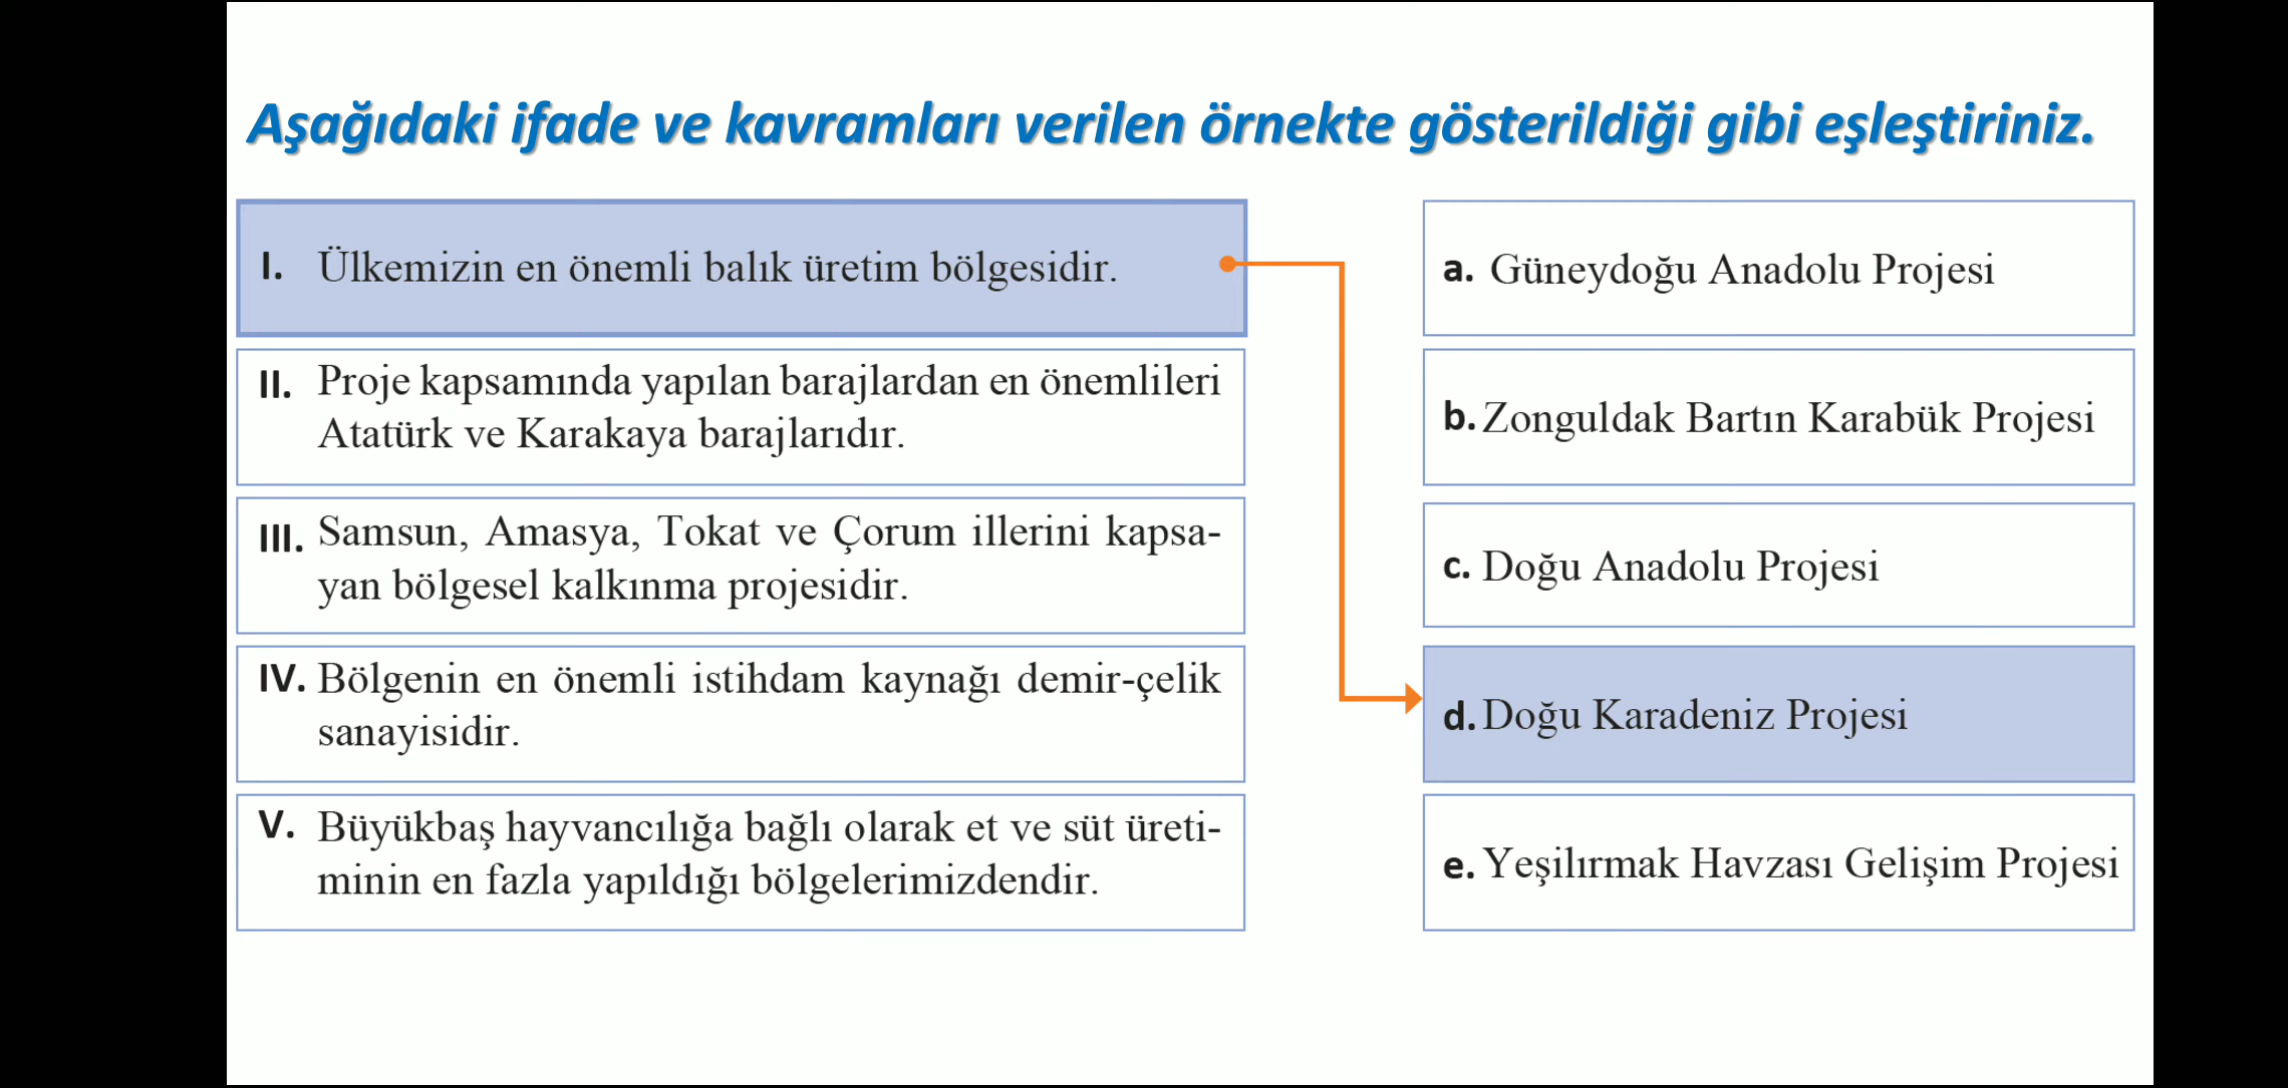 Aşağıdaki ifade ve kavramları verilen örnekte gösterildiği gibi eşleştiriniz.
I. Ülkemizin en önemli balık üretim bölgesidir.
II. Proje kapsamında yapılan barajlardan en önemlileri
Atatürk ve Karakaya barajlarıdır.
III. Samsun, Amasya, Tokat ve Çorum illerini kapsa-
yan bölgesel kalkınma projesidir.
IV. Bölgenin en önemli istihdam kaynağı demir-çelik
sanayisidir.
V. Büyükbaş hayvancılığa bağlı olarak et ve süt üreti-
minin en fazla yapıldığı bölgelerimizdendir.
a. Güneydoğu Anadolu Projesi
b. Zonguldak Bartın Karabük Projesi
c. Doğu Anadolu Projesi
d. Doğu Karadeniz Projesi
e. Yeşilırmak Havzası Gelişim Projesi